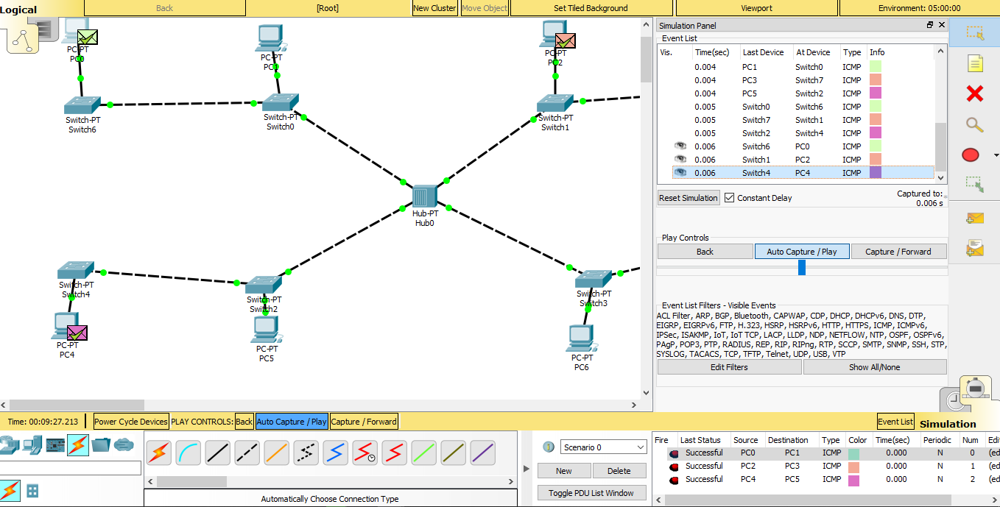 Logical
Back
[Root]
New Cluster
Move Object
Set Tiled Background
Viewport
Environment: 05:00:00
PC-PT
PC0
PC-PT
PC1
PC-PT
PC2
Switch-PT
Switch6
Switch-PT
Switch0
Switch-PT
Switch1
Hub-PT
Hub0
Switch-PT
Switch4
Switch-PT
Switch2
Switch-PT
Switch3
PC-PT
PC4
PC-PT
PC5
PC-PT
PC6
Simulation Panel
Event List
Vis. Time(sec) Last Device At Device Type Info
0.004 PC1 Switch0 ICMP
0.004 PC3 Switch7 ICMP
0.004 PC5 Switch2 ICMP
0.005 Switch0 Switch6 ICMP
0.005 Switch7 Switch1 ICMP
0.005 Switch2 Switch4 ICMP
0.006 Switch6 PC0 ICMP
0.006 Switch1 PC2 ICMP
0.006 Switch4 PC4 ICMP
Reset Simulation
Constant Delay
Captured to:
0.006 s
Play Controls
Back
Auto Capture / Play
Capture / Forward
Event List Filters - Visible Events
ACL Filter, ARP, BGP, Bluetooth, CAPWAP, CDP, DHCP, DHCPv6, DNS, DTP,
EIGRP, EIGRPv6, FTP, H.323, HSRP, HSRPv6, HTTP, HTTPS, ICMP, ICMPv6,
IPSec, ISAKMP, IoT, IoT TCP, LACP, LLDP, NDP, NETFLOW, NTP, OSPF, OSPFv6,
PAgP, POP3, PTP, RADIUS, REP, RIP, RIPng, RTP, SCCP, SMTP, SNMP, SSH, STP,
SYSLOG, TACACS, TCP, TFTP, Telnet, UDP, USB, VTP
Edit Filters
Show All/None
Time: 00:09:27.213
Power Cycle Devices
PLAY CONTROLS:
Back
Auto Capture / Play
Capture / Forward
Event List
Simulation
Automatically Choose Connection Type
Scenario 0
New
Delete
Toggle PDU List Window
Fire Last Status Source Destination Type Color Time(sec) Periodic Num Edit
Successful PC0 PC1 ICMP 0.000 N 0 (ed
Successful PC2 PC3 ICMP 0.000 N 1 (edi
Successful PC4 PC5 ICMP 0.000 N 2 (edi